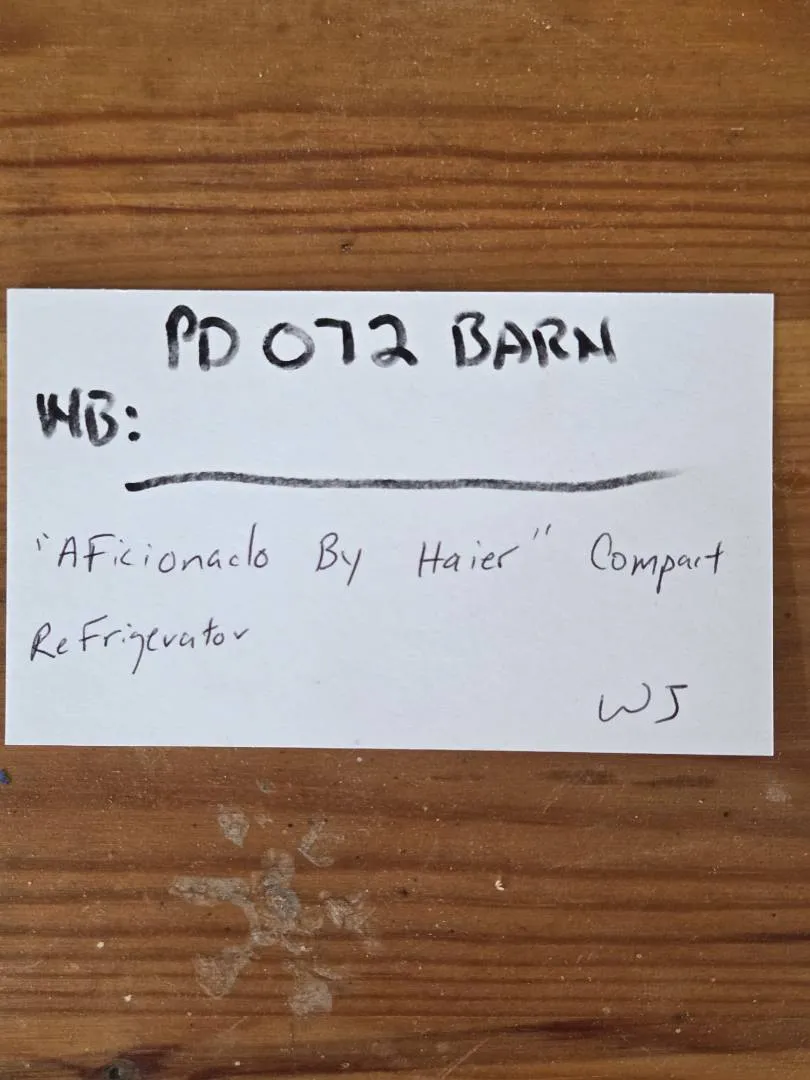 PD 072 BARN
WB:
"AFicionado By Haier" Compact
ReFrigerator
WJ